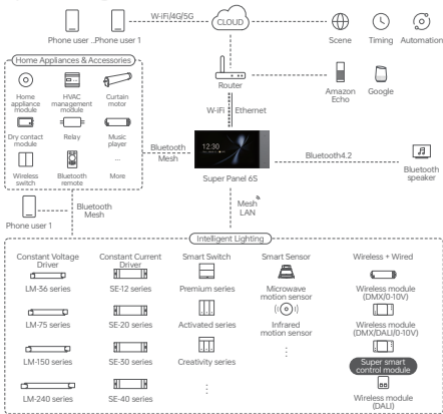 W-iFi/4G/5G
CLOUD
Phone user ..Phone user 1
Scene
Timing
Automation
Home Appliances & Accessories
Router
Amazon
Echo
Google
Home
appliance
module
HVAC
management
module
Curtain
motor
W-iFi
Ethernet
Dry contact
module
Relay
Music
player
12:30
Bluetooth
Mesh
Bluetooth4.2
Bluetooth
speaker
Super Panel 6S
Wireless
switch
Bluetooth
remote
...
More
Bluetooth
Mesh
Phone user 1
Mesh
LAN
Intelligent Lighting
Constant Voltage
Driver
Constant Current
Driver
Smart Switch
Smart Sensor
Wireless + Wired
LM-36 series
SE-12 series
Premium series
Microwave
motion sensor
Wireless module
(DMX/0-10V)
LM-75 series
SE-20 series
Activated series
Infrared
motion sensor
Wireless module
(DMX/DALI/0-10V)
LM-150 series
SE-30 series
Creativity series
Super smart
control module
LM-240 series
SE-40 series
Wireless module
(DALI)